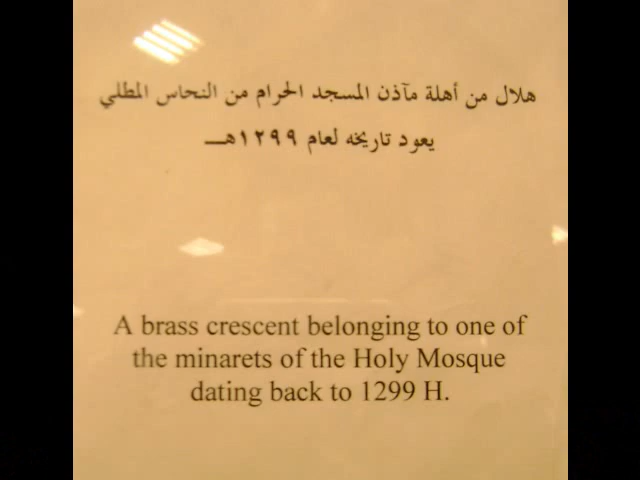 هلال من أهلة مآذن المسجد الحرام من النحاس المطلي
يعود تاريخه لعام ١٢٩٩هـــ
A brass crescent belonging to one of
the minarets of the Holy Mosque
dating back to 1299 H.